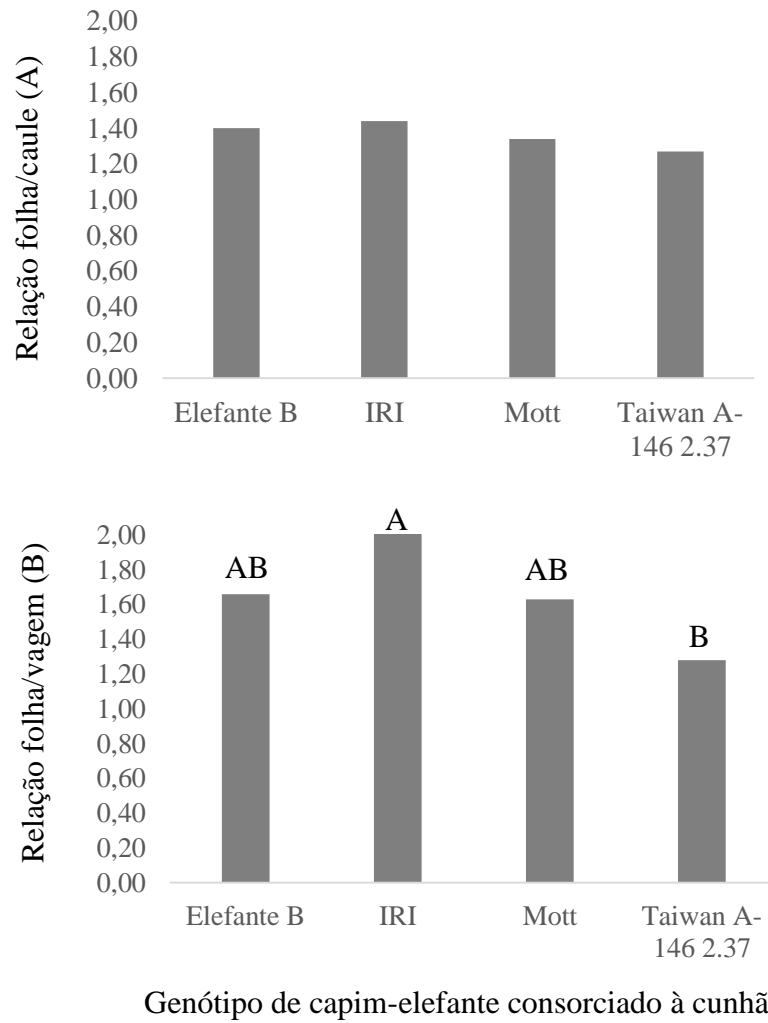 Relação folha/caule (A)
2,00
1,80
1,60
1,40
1,20
1,00
0,80
0,60
0,40
0,20
0,00
Elefante B
IRI
Mott
Taiwan A-
146 2.37
Relação folha/vagem (B)
2,00
1,80
1,60
1,40
1,20
1,00
0,80
0,60
0,40
0,20
0,00
AB
A
AB
B
Elefante B
IRI
Mott
Taiwan A-
146 2.37
Genótipo de capim-elefante consorciado à cunhã